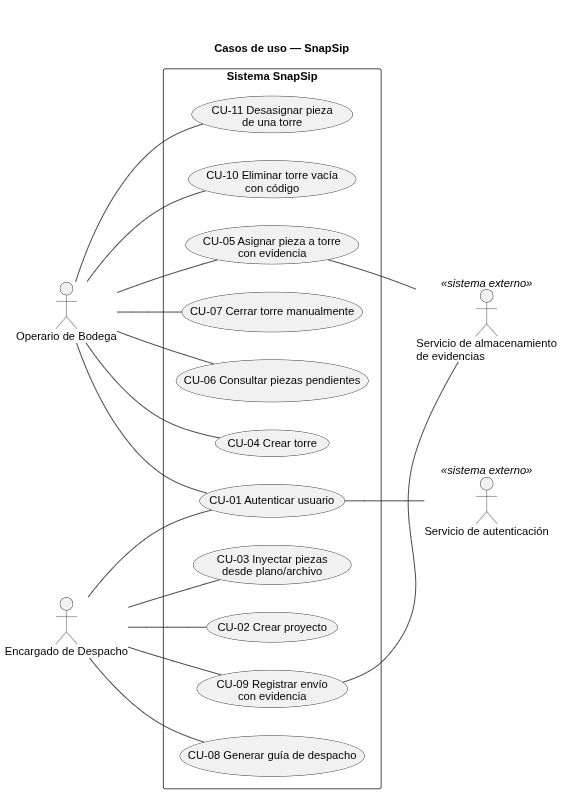 Casos de uso — SnapSip
Sistema SnapSip
CU-11 Desasignar pieza
de una torre
CU-10 Eliminar torre vacía
con código
CU-05 Asignar pieza a torre
con evidencia
«sistema externo»
Servicio de almacenamiento
de evidencias
Operario de Bodega
CU-07 Cerrar torre manualmente
CU-06 Consultar piezas pendientes
CU-04 Crear torre
«sistema externo»
Servicio de autenticación
CU-01 Autenticar usuario
CU-03 Inyectar piezas
desde plano/archivo
CU-02 Crear proyecto
Encargado de Despacho
CU-09 Registrar envío
con evidencia
CU-08 Generar guía de despacho